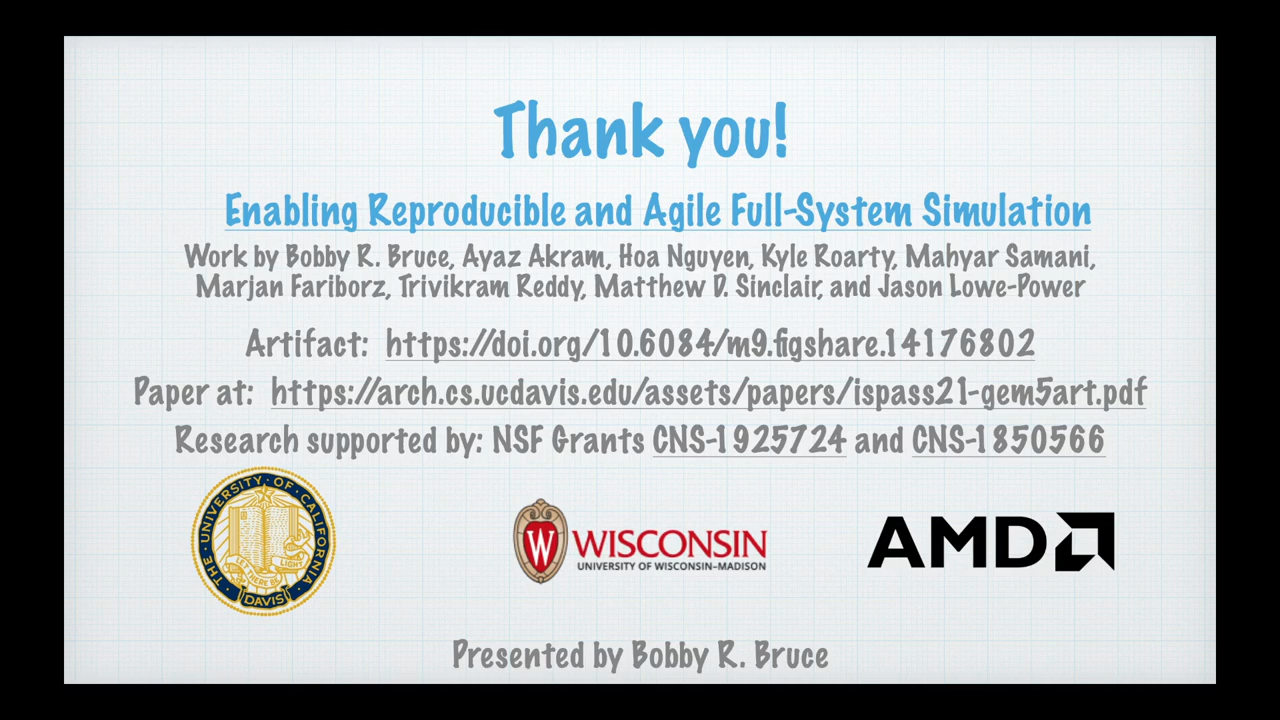 Thank you!
Enabling Reproducible and Agile Full-System Simulation
Work by Bobby R. Bruce, Ayaz Akram, Hoa Nguyen, Kyle Roarty, Mahyar Samani,
Marjan Fariborz, Trivikram Reddy, Matthew D. Sinclair, and Jason Lowe-Power
Artifact: https://doi.org/10.6084/m9.figshare.14176802
Paper at: https://arch.cs.ucdavis.edu/assets/papers/ispass21-gem5art.pdf
Research supported by: NSF Grants CNS-1925724 and CNS-1850566
THE · UNIVERSITY · OF · CALIFORNIA
LET THERE BE LIGHT
DAVIS
W
WISCONSIN
UNIVERSITY OF WISCONSIN–MADISON
AMD
Presented by Bobby R. Bruce